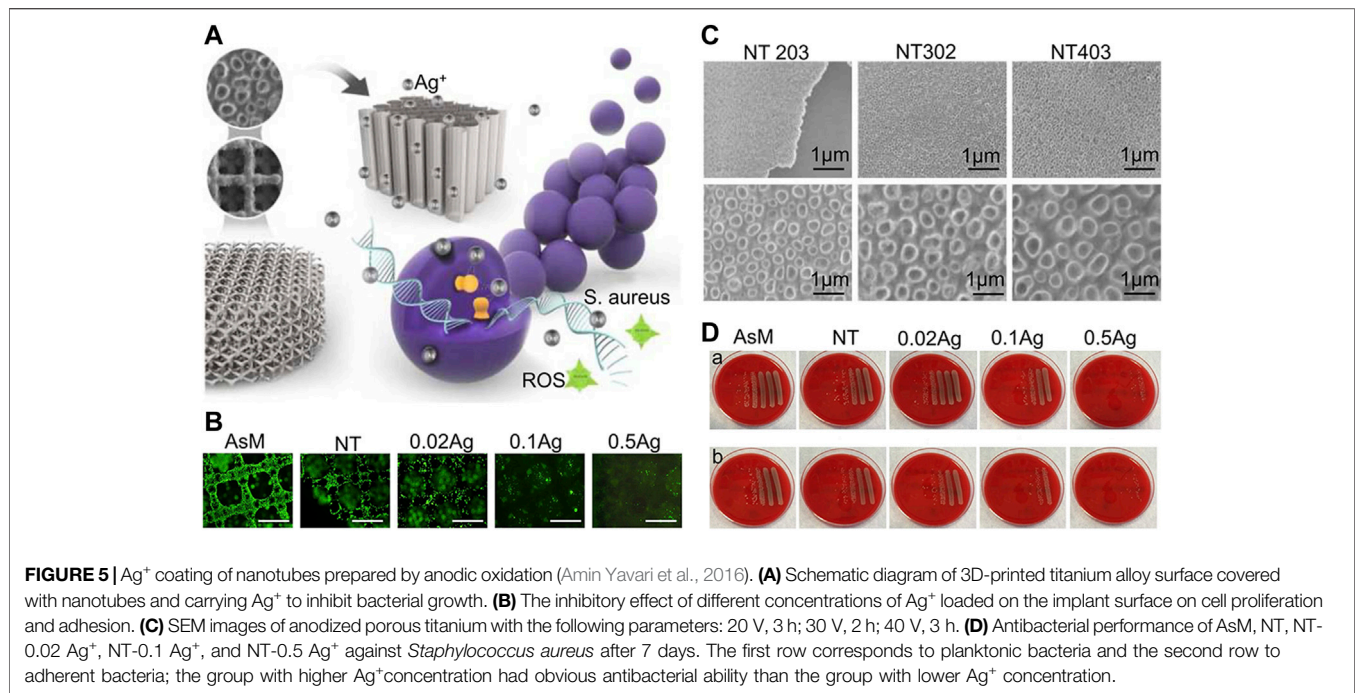 A
Ag+
S. aureus
ROS
B
AsM NT 0.02Ag 0.1Ag 0.5Ag
C
NT 203 NT302 NT403
1µm 1µm 1µm
1µm 1µm 1µm
D
AsM NT 0.02Ag 0.1Ag 0.5Ag
a
b
FIGURE 5 | Ag+ coating of nanotubes prepared by anodic oxidation (Amin Yavari et al., 2016). (A) Schematic diagram of 3D-printed titanium alloy surface covered
with nanotubes and carrying Ag+ to inhibit bacterial growth. (B) The inhibitory effect of different concentrations of Ag+ loaded on the implant surface on cell proliferation
and adhesion. (C) SEM images of anodized porous titanium with the following parameters: 20 V, 3 h; 30 V, 2 h; 40 V, 3 h. (D) Antibacterial performance of AsM, NT, NT-
0.02 Ag+, NT-0.1 Ag+, and NT-0.5 Ag+ against Staphylococcus aureus after 7 days. The first row corresponds to planktonic bacteria and the second row to
adherent bacteria; the group with higher Ag+concentration had obvious antibacterial ability than the group with lower Ag+ concentration.